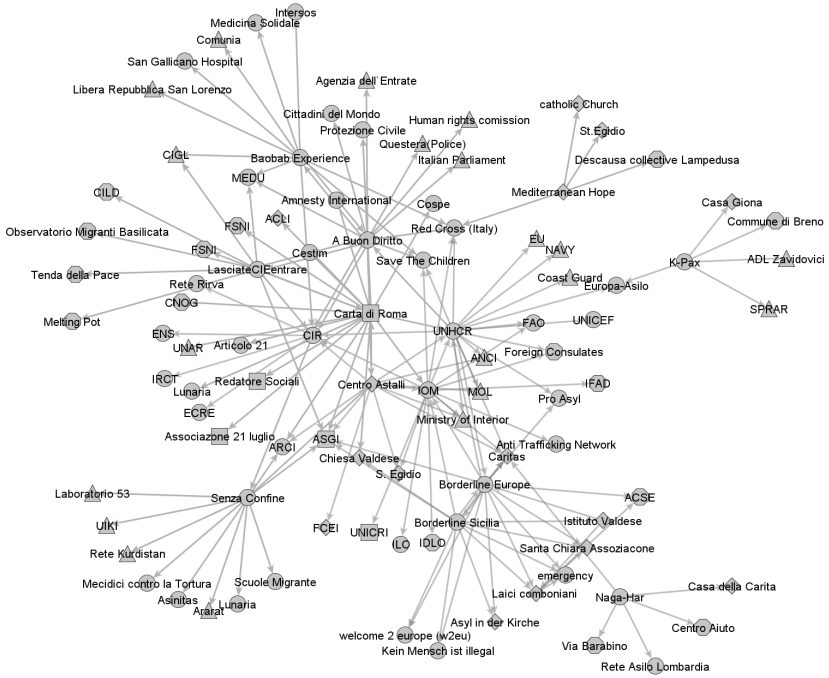 Intersos
Medicina Solidale
Comunia
San Gallicano Hospital
Libera Repubblica San Lorenzo
Agenzia dell`Entrate
Cittadini del Mondo
Human rights comission
catholic Church
Protezione Civile
St.Egidio
Questera(Police)
CIGL
Baobab Experience
Italian Parliament
Descausa collective Lampedusa
MEDU
CILD
Amnesty International
Mediterranean Hope
Cospe
Casa Giona
ACLI
FSNI
Red Cross (Italy)
Commune di Breno
Observatorio Migranti Basilicata
A Buon Diritto
EU
FSNI
Cestim
NAVY
Save The Children
K-Pax
ADL Zavidovici
Tenda della Pace
LasciateCIEentrare
Coast Guard
Rete Rirva
Europa-Asilo
CNOG
SPRAR
Carta di Roma
Melting Pot
FAO
UNICEF
ENS
CIR
UNHCR
UNAR
Articolo 21
Foreign Consulates
ANCI
IRCT
Redatore Sociali
Centro Astalli
IOM
MOL
IFAD
Lunaria
Pro Asyl
ECRE
Ministry of Interior
Associazone 21 luglio
ARCI
ASGI
Anti Trafficking Network
Chiesa Valdese
Caritas
S. Egidio
Borderline Europe
Laboratorio 53
Senza Confine
ACSE
UIKI
FCEI
UNICRI
Borderline Sicilia
Istituto Valdese
ILO
IDLO
Rete Kurdistan
Santa Chiara Assoziacone
Mecidici contro la Tortura
Scuole Migrante
emergency
Laici comboniani
Naga-Har
Casa della Carita
Asinitas
Lunaria
Ararat
Asyl in der Kirche
Centro Aiuto
welcome 2 europe (w2eu)
Via Barabino
Kein Mensch ist illegal
Rete Asilo Lombardia